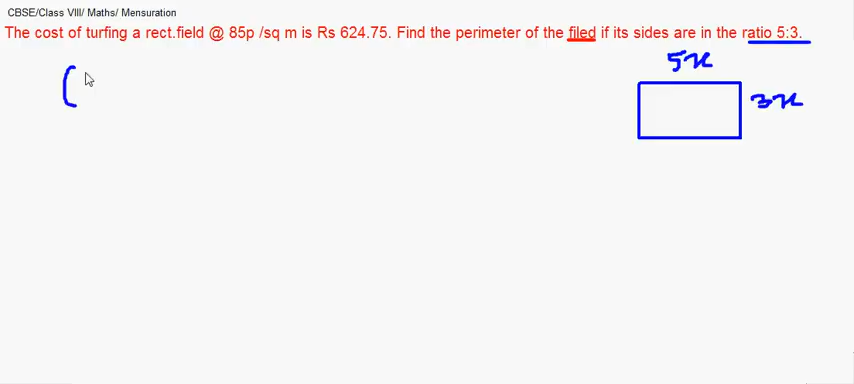 CBSE/Class VIII/ Maths/ Mensuration
The cost of turfing a rect.field @ 85p /sq m is Rs 624.75. Find the perimeter of the filed if its sides are in the ratio 5:3.
5x
3x
(